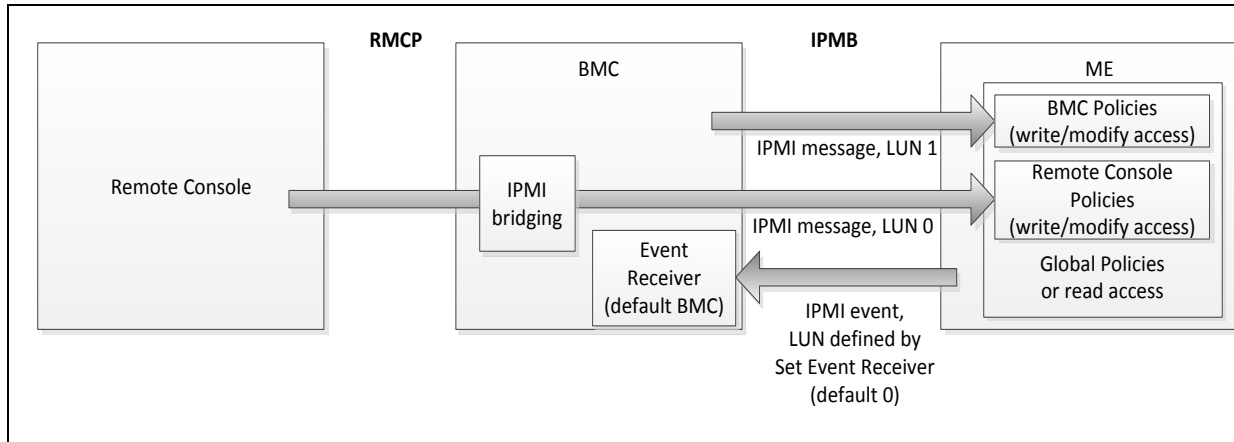 RMCP
IPMB
Remote Console
BMC
IPMI
bridging
Event
Receiver
(default BMC)
IPMI message, LUN 1
IPMI message, LUN 0
IPMI event,
LUN defined by
Set Event Receiver
(default 0)
ME
BMC Policies
(write/modify access)
Remote Console
Policies
(write/modify access)
Global Policies
or read access